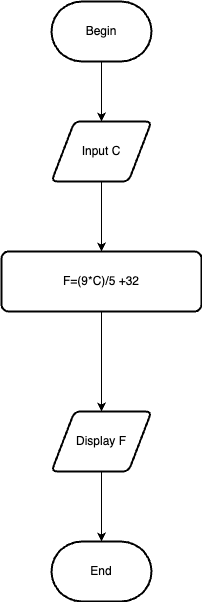 Begin
Input C
F=(9*C)/5 +32
Display F
End